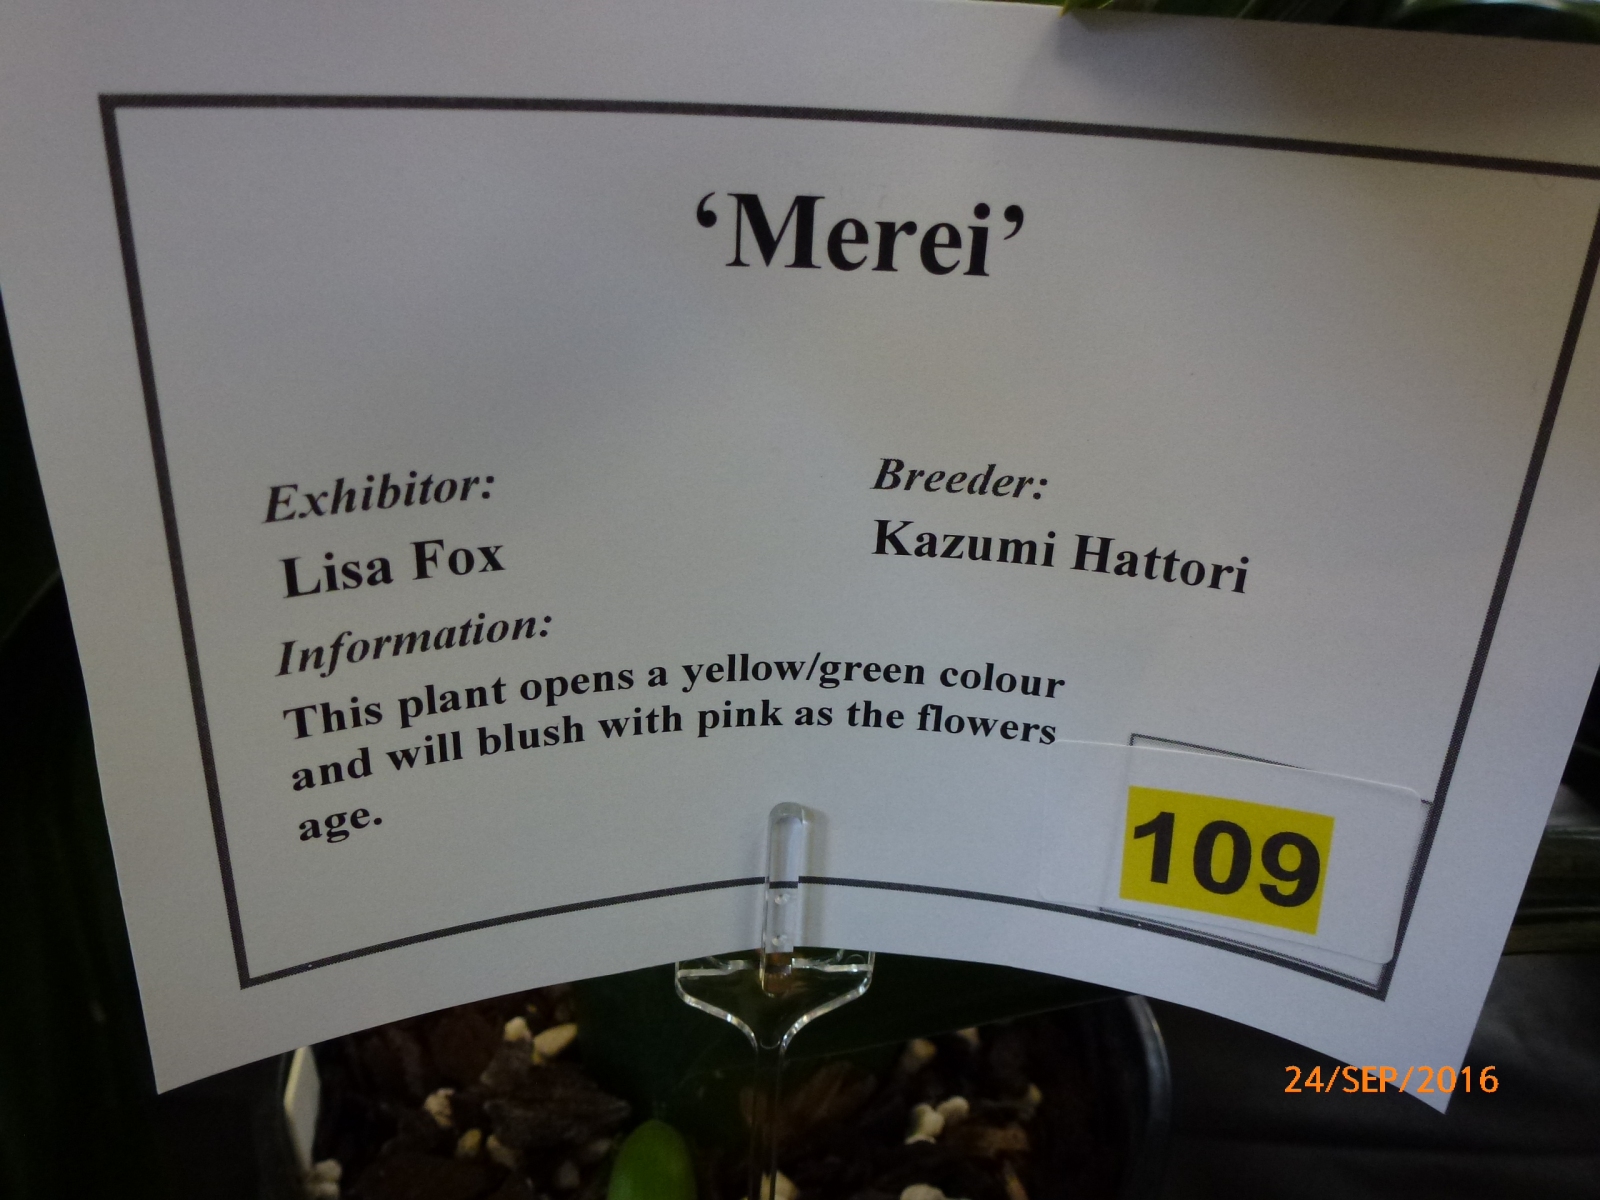 ‘Merei’
Exhibitor:
Lisa Fox
Breeder:
Kazumi Hattori
Information:
This plant opens a yellow/green colour
and will blush with pink as the flowers
age.
109
24/SEP/2016